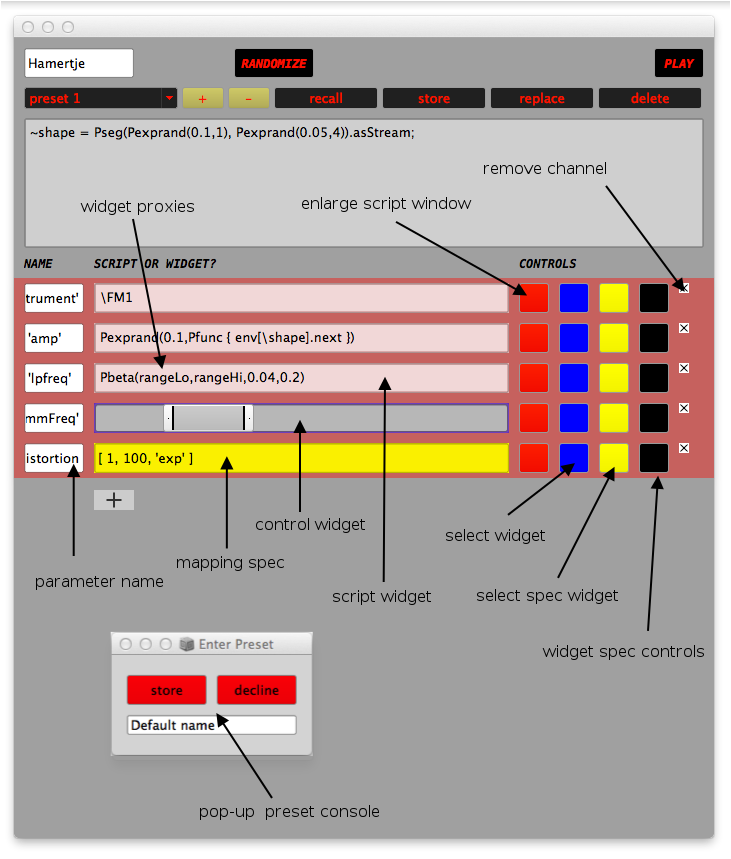 Hamertje
RANDOMIZE
PLAY
preset 1
+
-
recall
store
replace
delete
~shape = Pseg(Pexprand(0.1,1), Pexprand(0.05,4)).asStream;
remove channel
widget proxies
enlarge script window
NAME
SCRIPT OR WIDGET?
CONTROLS
trument'
\FM1
'amp'
Pexprand(0.1,Pfunc { env[\shape].next })
'lpfreq'
Pbeta(rangeLo,rangeHi,0.04,0.2)
mmFreq'
istortion
[ 1, 100, 'exp' ]
+
control widget
select widget
mapping spec
parameter name
script widget
select spec widget
widget spec controls
Enter Preset
store
decline
Default name
pop-up preset console